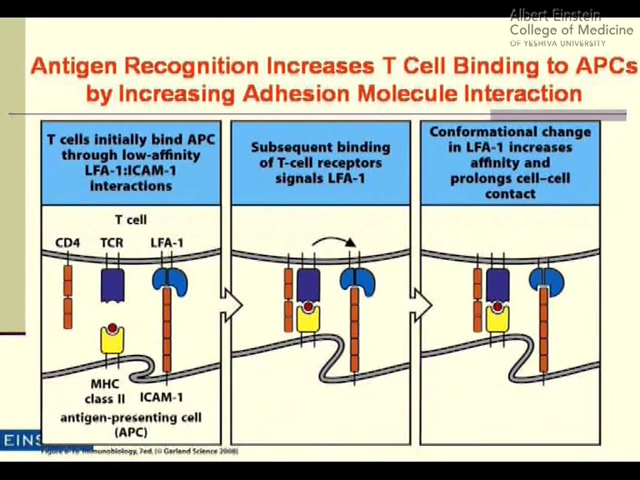 Albert Einstein
College of Medicine
OF YESHIVA UNIVERSITY
Antigen Recognition Increases T Cell Binding to APCs
by Increasing Adhesion Molecule Interaction
T cells initially bind APC
through low-affinity
LFA-1:ICAM-1
interactions
Subsequent binding
of T-cell receptors
signals LFA-1
Conformational change
in LFA-1 increases
affinity and
prolongs cell–cell
contact
T cell
CD4 TCR LFA-1
MHC
class II
ICAM-1
antigen-presenting cell
(APC)
EINS
Immunobiology, 7ed. (© Garland Science 2008)